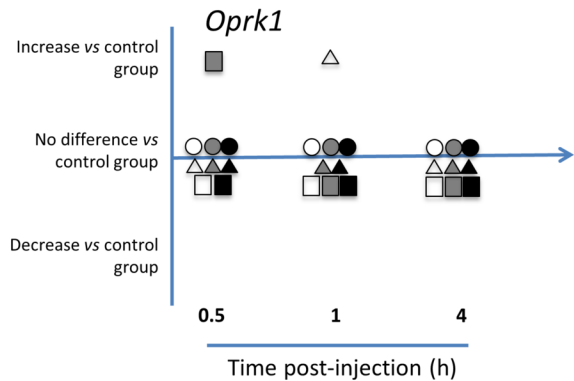 Oprk1
Increase vs control
group
No difference vs
control group
Decrease vs control
group
0.5 1 4
Time post-injection (h)